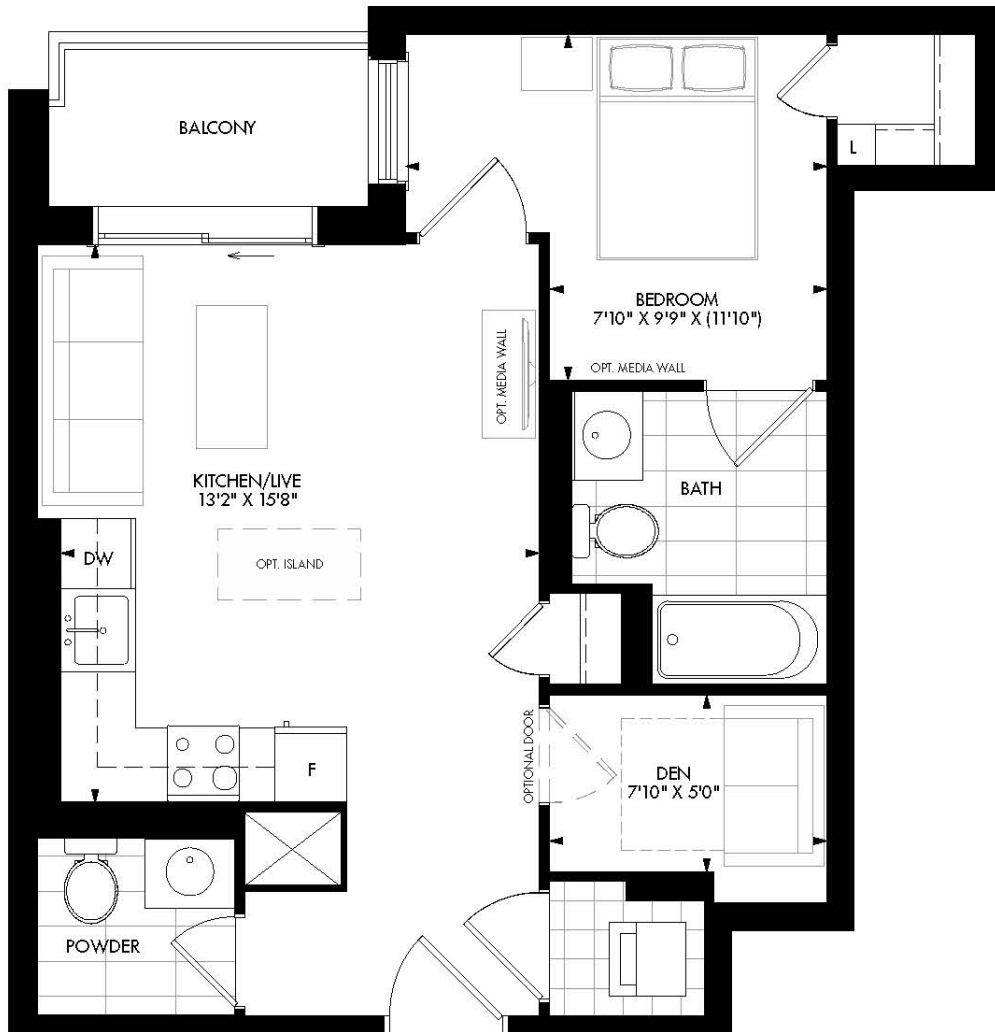 BALCONY
L
BEDROOM
7'10" X 9'9" X (11'10")
OPT. MEDIA WALL
OPT. MEDIA WALL
KITCHEN/LIVE
13'2" X 15'8"
BATH
DW
OPT. ISLAND
OPTIONAL DOOR
DEN
7'10" X 5'0"
F
POWDER